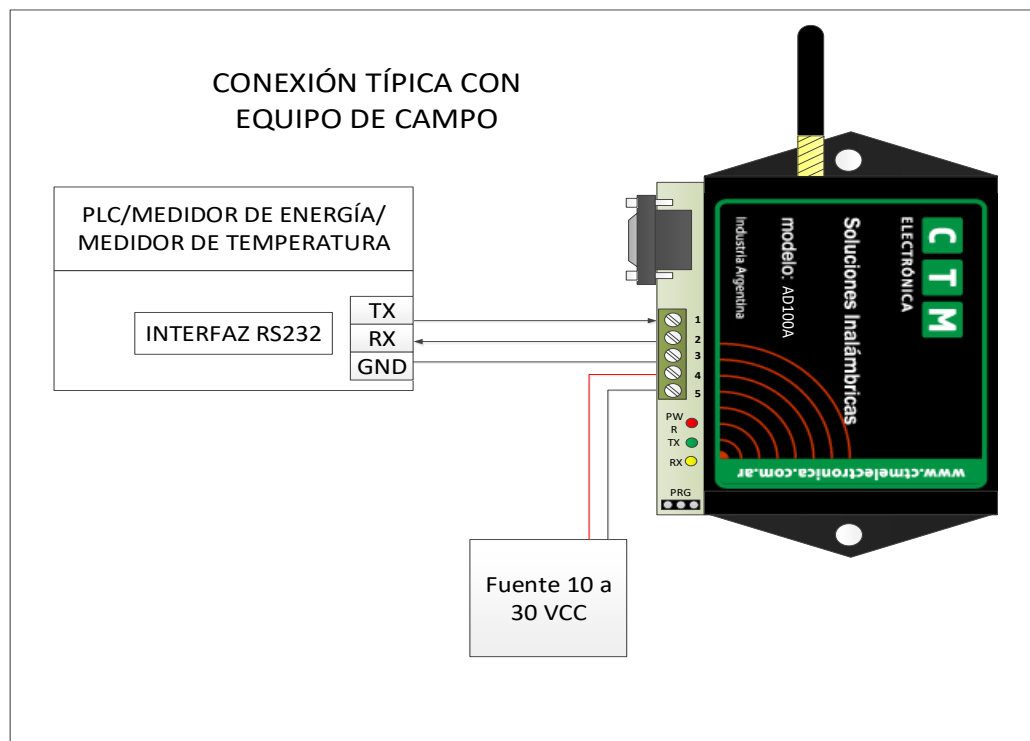 CONEXIÓN TÍPICA CON
EQUIPO DE CAMPO
PLC/MEDIDOR DE ENERGÍA/
MEDIDOR DE TEMPERATURA
INTERFAZ RS232
TX
RX
GND
1
2
3
4
5
PW
R
TX
RX
PRG
CTM
ELECTRÓNICA
Soluciones Inalámbricas
modelo: AD100A
Industria Argentina
www.ctmelectronica.com.ar
Fuente 10 a
30 VCC